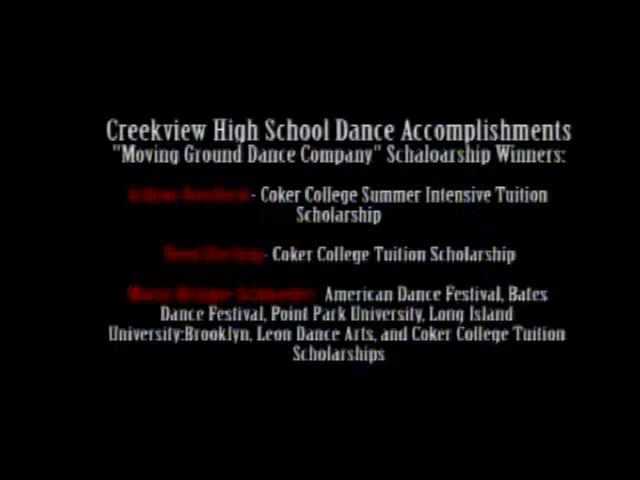 Creekview High School Dance Accomplishments
"Moving Ground Dance Company" Schaloarship Winners:
- Coker College Summer Intensive Tuition
Scholarship
- Coker College Tuition Scholarship
American Dance Festival, Bates
Dance Festival, Point Park University, Long Island
University:Brooklyn, Leon Dance Arts, and Coker College Tuition
Scholarships